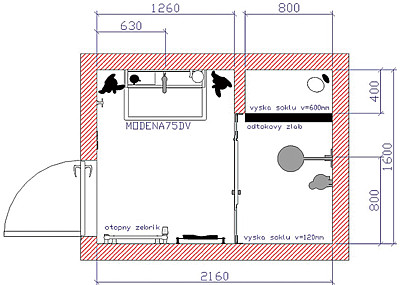 1260
800
630
vyska soklu v=600mm
MODENA75DV
odtokovy zlab
400
1600
800
otopny zebrik
vyska soklu v=120mm
2160